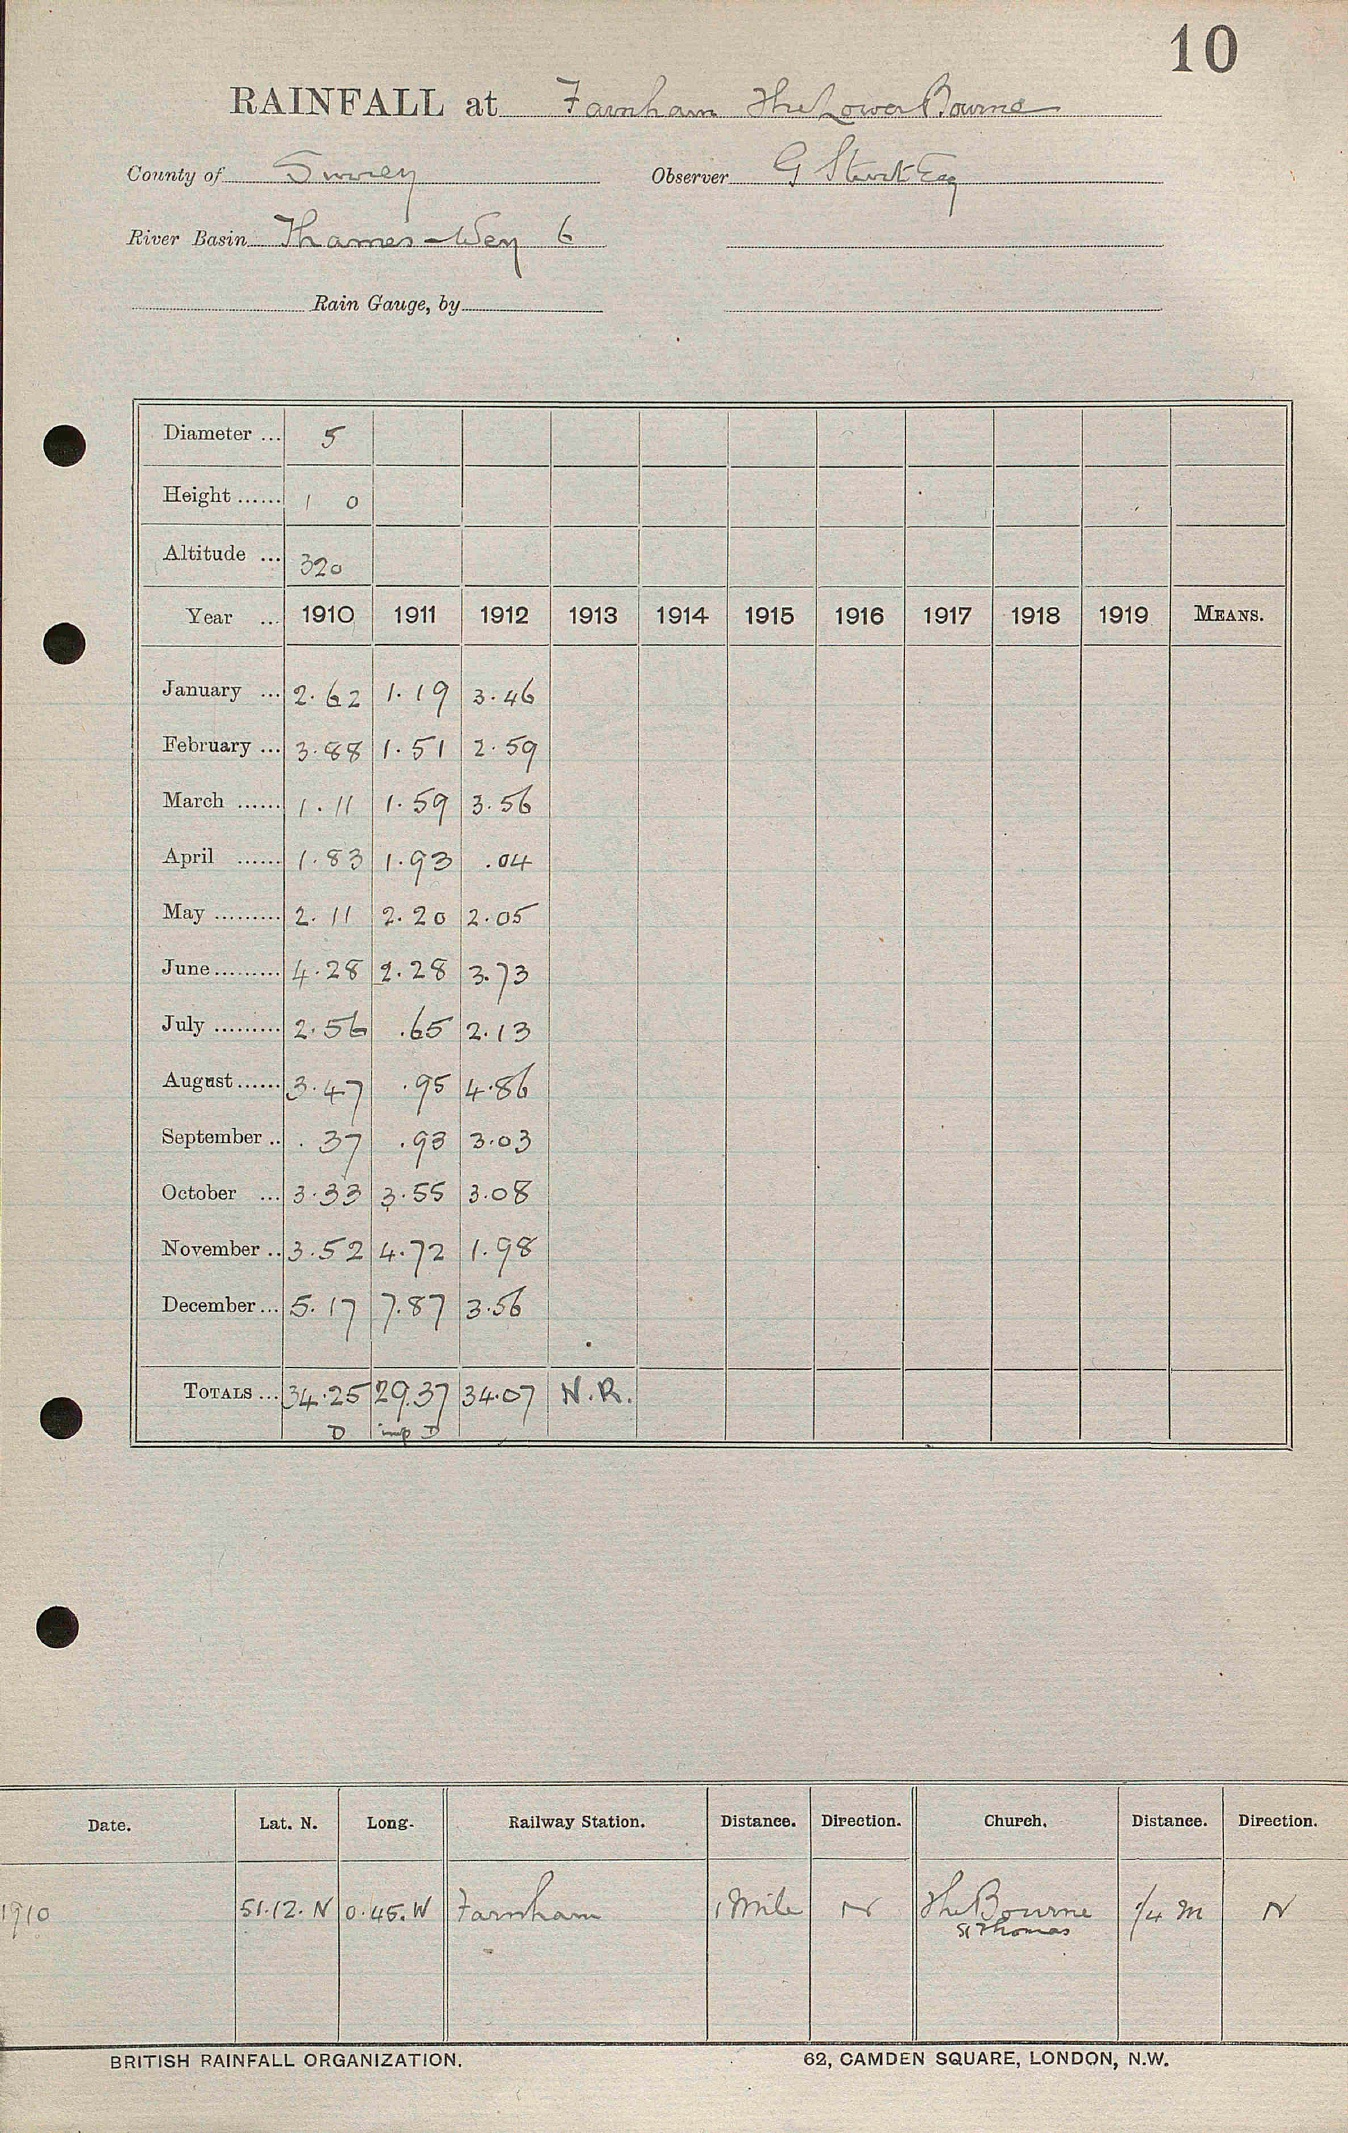 10
RAINFALL at Farnham The Lower Bourne
County of Surrey Observer G Sturt Esq
River Basin Thames - Wey 6
Rain Gauge, by
Diameter ... 5
Height ...... 1 0
Altitude ... 320
Year ... 1910 1911 1912 1913 1914 1915 1916 1917 1918 1919 MEANS.
January ... 2.62 1.19 3.46
February ... 3.88 1.51 2.59
March ...... 1.11 1.59 3.56
April ...... 1.83 1.93 .04
May ......... 2.11 2.20 2.05
June ......... 4.28 2.28 3.73
July ......... 2.56 .65 2.13
August ...... 3.47 .95 4.86
September .. .37 .93 3.03
October ... 3.33 3.55 3.08
November .. 3.52 4.72 1.98
December ... 5.17 7.87 3.56
TOTALS ... 34.25 29.37 34.07 N.R.
D imp D
Date. Lat. N. Long. Railway Station. Distance. Direction. Church. Distance. Direction.
1910 51.12.N 0.45.W Farnham 1 Mile N The Bourne 1/4 m N
St Thomas
BRITISH RAINFALL ORGANIZATION. 62, CAMDEN SQUARE, LONDON, N.W.